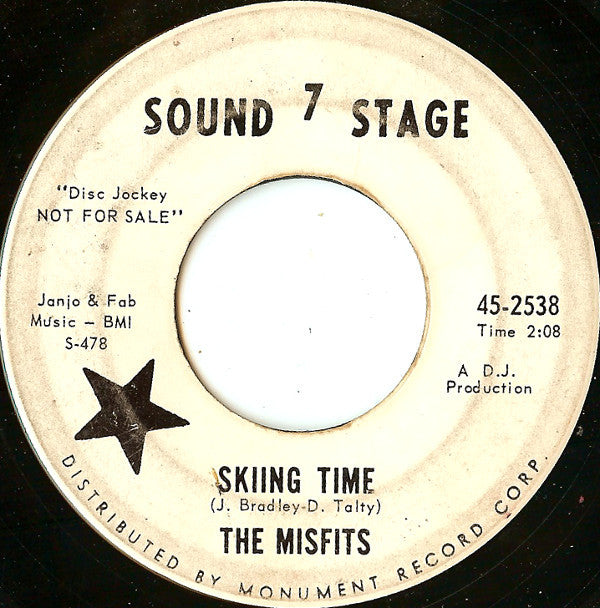 SOUND 7 STAGE
"Disc Jockey
NOT FOR SALE"
Janjo & Fab
Music - BMI
S-478
45-2538
Time 2:08
A D.J.
Production
SKIING TIME
(J. Bradley-D. Talty)
THE MISFITS
DISTRIBUTED BY MONUMENT RECORD CORP.